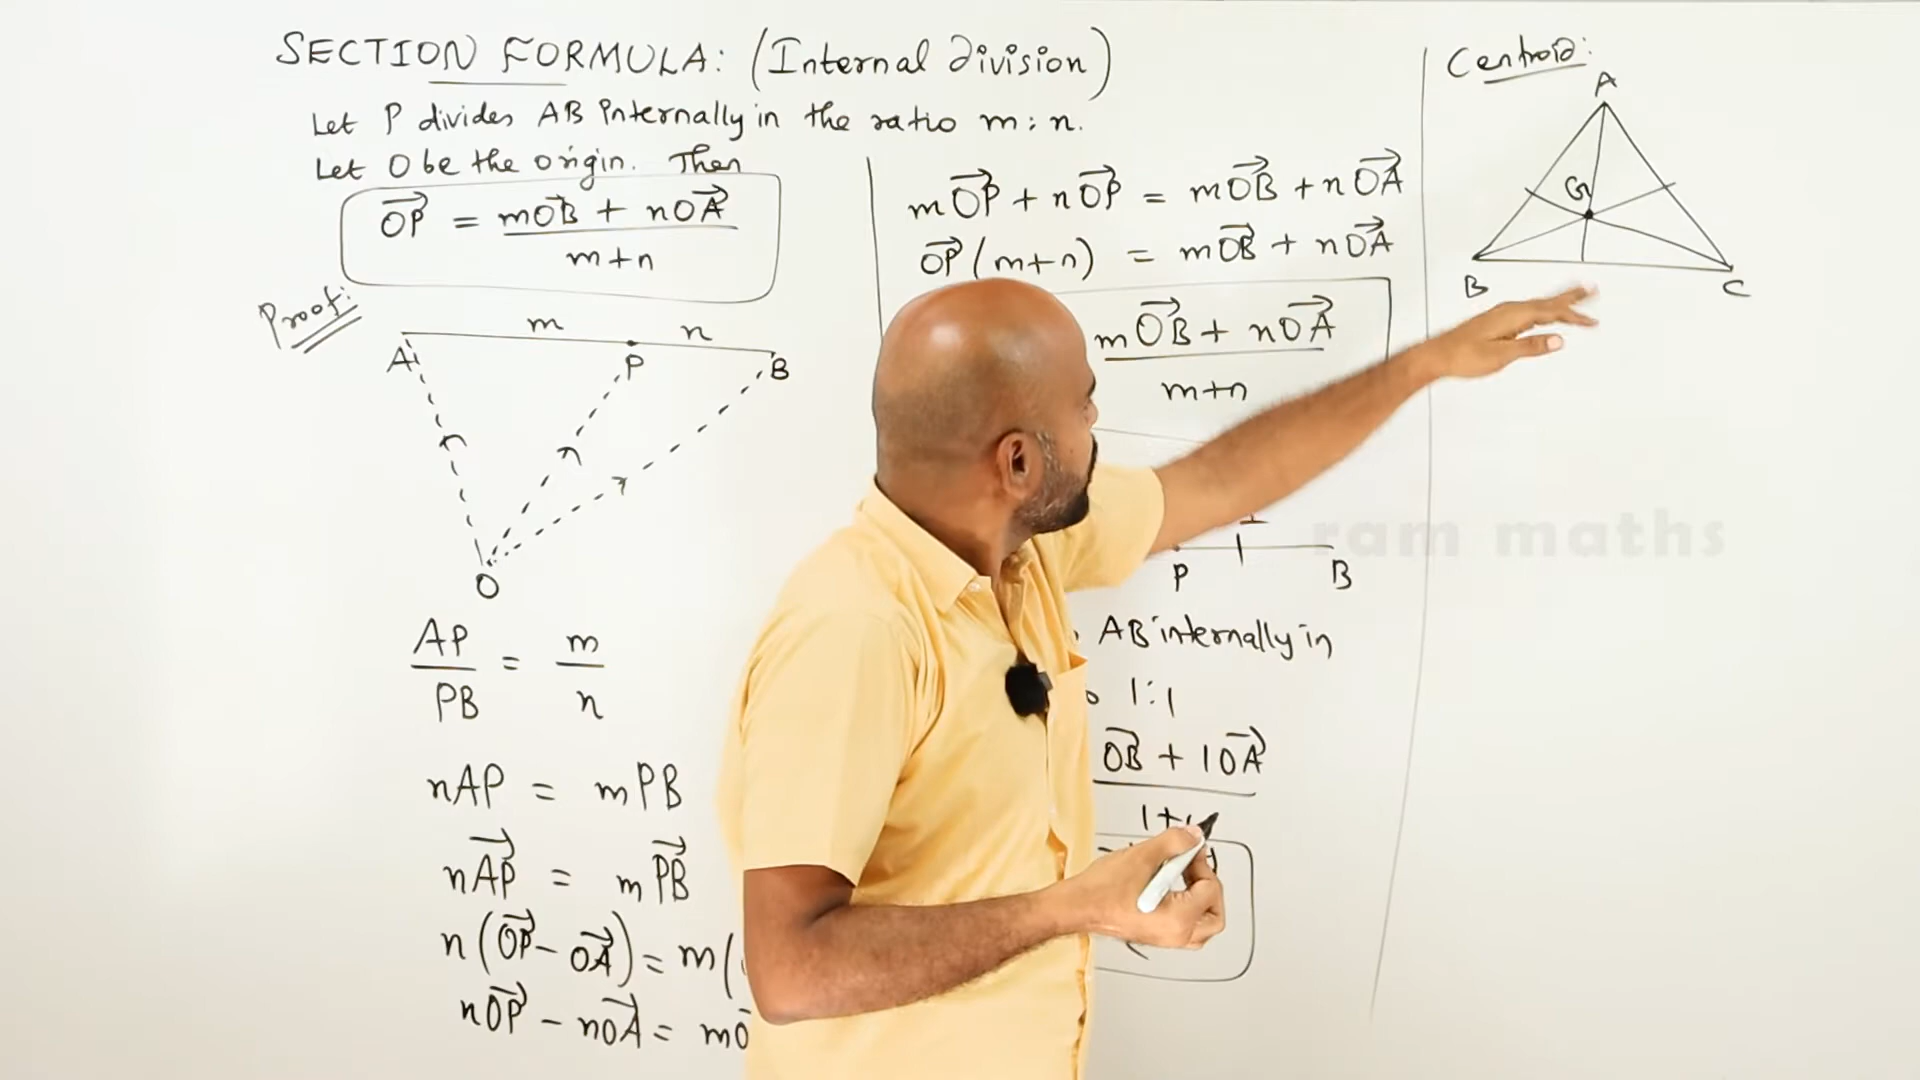 SECTION FORMULA: (Internal Division)
Let P divides AB Internally in the ratio m:n.
Let O be the origin. Then
OP⃗ = mOB⃗ + nOA⃗
m+n
Proof:
m n
A P B
O
AP = m
PB n
nAP = mPB
nAP⃗ = mPB⃗
n(OP⃗ - OA⃗) = m(
nOP⃗ - nOA⃗ = mO
mOP⃗ + nOP⃗ = mOB⃗ + nOA⃗
OP⃗(m+n) = mOB⃗ + nOA⃗
mOB⃗ + nOA⃗
m+n
P B
AB internally in
1:1
OB⃗ + 1OA⃗
1+
Centroid:
A
G
B C
ram maths